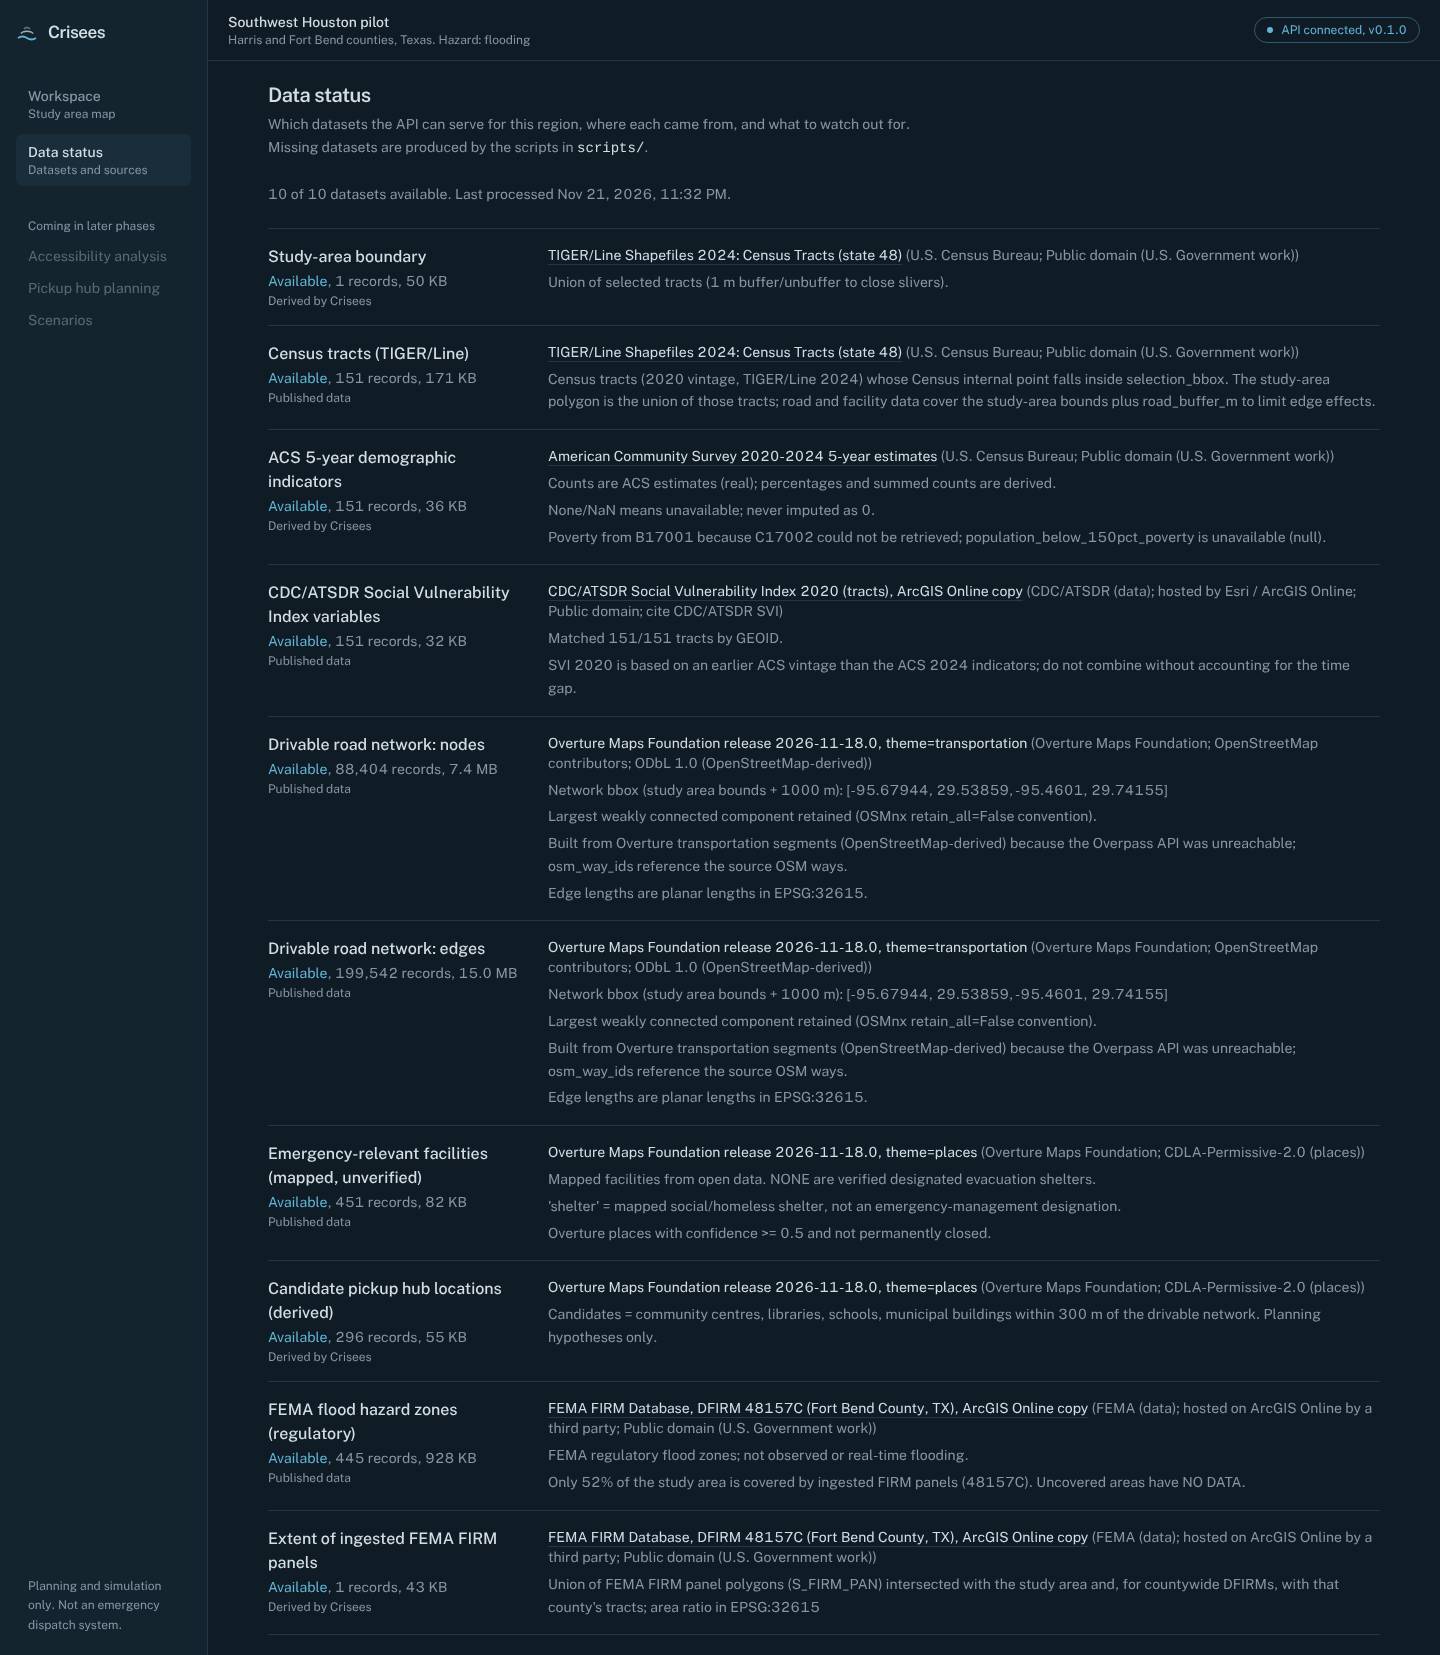 Crisees
Southwest Houston pilot
Harris and Fort Bend counties, Texas. Hazard: flooding
API connected, v0.1.0
Workspace
Study area map
Data status
Datasets and sources
Coming in later phases
Accessibility analysis
Pickup hub planning
Scenarios
Planning and simulation
only. Not an emergency
dispatch system.
Data status
Which datasets the API can serve for this region, where each came from, and what to watch out for.
Missing datasets are produced by the scripts in scripts/.
10 of 10 datasets available. Last processed Nov 21, 2026, 11:32 PM.
Study-area boundary
Available, 1 records, 50 KB
Derived by Crisees
TIGER/Line Shapefiles 2024: Census Tracts (state 48) (U.S. Census Bureau; Public domain (U.S. Government work))
Union of selected tracts (1 m buffer/unbuffer to close slivers).
Census tracts (TIGER/Line)
Available, 151 records, 171 KB
Published data
TIGER/Line Shapefiles 2024: Census Tracts (state 48) (U.S. Census Bureau; Public domain (U.S. Government work))
Census tracts (2020 vintage, TIGER/Line 2024) whose Census internal point falls inside selection_bbox. The study-area
polygon is the union of those tracts; road and facility data cover the study-area bounds plus road_buffer_m to limit edge effects.
ACS 5-year demographic
indicators
Available, 151 records, 36 KB
Derived by Crisees
American Community Survey 2020-2024 5-year estimates (U.S. Census Bureau; Public domain (U.S. Government work))
Counts are ACS estimates (real); percentages and summed counts are derived.
None/NaN means unavailable; never imputed as 0.
Poverty from B17001 because C17002 could not be retrieved; population_below_150pct_poverty is unavailable (null).
CDC/ATSDR Social Vulnerability
Index variables
Available, 151 records, 32 KB
Published data
CDC/ATSDR Social Vulnerability Index 2020 (tracts), ArcGIS Online copy (CDC/ATSDR (data); hosted by Esri / ArcGIS Online;
Public domain; cite CDC/ATSDR SVI)
Matched 151/151 tracts by GEOID.
SVI 2020 is based on an earlier ACS vintage than the ACS 2024 indicators; do not combine without accounting for the time
gap.
Drivable road network: nodes
Available, 88,404 records, 7.4 MB
Published data
Overture Maps Foundation release 2026-11-18.0, theme=transportation (Overture Maps Foundation; OpenStreetMap
contributors; ODbL 1.0 (OpenStreetMap-derived))
Network bbox (study area bounds + 1000 m): [-95.67944, 29.53859, -95.4601, 29.74155]
Largest weakly connected component retained (OSMnx retain_all=False convention).
Built from Overture transportation segments (OpenStreetMap-derived) because the Overpass API was unreachable;
osm_way_ids reference the source OSM ways.
Edge lengths are planar lengths in EPSG:32615.
Drivable road network: edges
Available, 199,542 records, 15.0 MB
Published data
Overture Maps Foundation release 2026-11-18.0, theme=transportation (Overture Maps Foundation; OpenStreetMap
contributors; ODbL 1.0 (OpenStreetMap-derived))
Network bbox (study area bounds + 1000 m): [-95.67944, 29.53859, -95.4601, 29.74155]
Largest weakly connected component retained (OSMnx retain_all=False convention).
Built from Overture transportation segments (OpenStreetMap-derived) because the Overpass API was unreachable;
osm_way_ids reference the source OSM ways.
Edge lengths are planar lengths in EPSG:32615.
Emergency-relevant facilities
(mapped, unverified)
Available, 451 records, 82 KB
Published data
Overture Maps Foundation release 2026-11-18.0, theme=places (Overture Maps Foundation; CDLA-Permissive-2.0 (places))
Mapped facilities from open data. NONE are verified designated evacuation shelters.
'shelter' = mapped social/homeless shelter, not an emergency-management designation.
Overture places with confidence >= 0.5 and not permanently closed.
Candidate pickup hub locations
(derived)
Available, 296 records, 55 KB
Derived by Crisees
Overture Maps Foundation release 2026-11-18.0, theme=places (Overture Maps Foundation; CDLA-Permissive-2.0 (places))
Candidates = community centres, libraries, schools, municipal buildings within 300 m of the drivable network. Planning
hypotheses only.
FEMA flood hazard zones
(regulatory)
Available, 445 records, 928 KB
Published data
FEMA FIRM Database, DFIRM 48157C (Fort Bend County, TX), ArcGIS Online copy (FEMA (data); hosted on ArcGIS Online by a
third party; Public domain (U.S. Government work))
FEMA regulatory flood zones; not observed or real-time flooding.
Only 52% of the study area is covered by ingested FIRM panels (48157C). Uncovered areas have NO DATA.
Extent of ingested FEMA FIRM
panels
Available, 1 records, 43 KB
Derived by Crisees
FEMA FIRM Database, DFIRM 48157C (Fort Bend County, TX), ArcGIS Online copy (FEMA (data); hosted on ArcGIS Online by a
third party; Public domain (U.S. Government work))
Union of FEMA FIRM panel polygons (S_FIRM_PAN) intersected with the study area and, for countywide DFIRMs, with that
county's tracts; area ratio in EPSG:32615